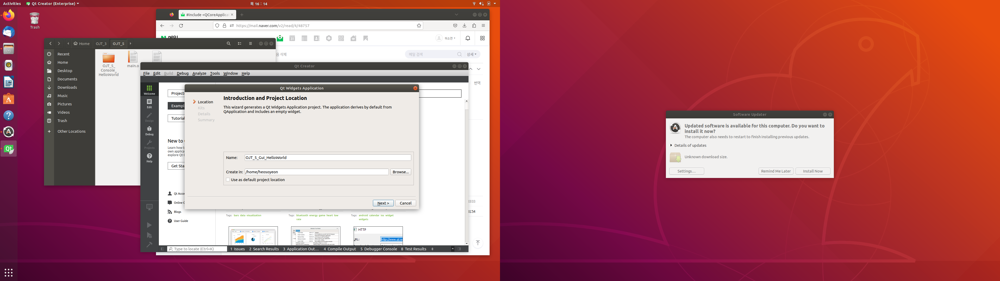 Activities
Qt Creator (Enterprise)
목 16 : 14
Trash
#include <QCoreApplicat
https://mail.naver.com/v2/read/4/48757
허소연
음 삭제
메일 검색
상세
번역
03:03
01:54
Home
OJT_3
OJT_5
Recent
Home
Desktop
Documents
Downloads
Music
Pictures
Videos
Trash
Other Locations
OJT_5_
Console_
HelloWorld
main.o
Qt Creator
File Edit Build Debug Analyze Tools Window Help
Welcome
Edit
Design
Debug
Projects
Help
Projects
Exampl
Tutorial
New to
Learn how t
own applica
explore Qt C
Get Sta
Qt Accou
Online C
Blogs
User Guide
Qt Widgets Application
Location
Kits
Details
Summary
Introduction and Project Location
This wizard generates a Qt Widgets Application project. The application derives by default from
QApplication and includes an empty widget.
Name: OJT_5_Gui_HelloWorld
Create in: /home/heosoyeon Browse...
Use as default project location
Next > Cancel
Tags: bars data visualization
Tags: bluetooth energy game heart low
rate
Tags: android calendar ios widget
widgets
HTTP
URL: http://www.qt.io
Type to locate (Ctrl+K)
1 Issues 2 Search Results 3 Application Out... 4 Compile Output 5 Debugger Console 8 Test Results
Software Updater
Updated software is available for this computer. Do you want to
install it now?
The computer also needs to restart to finish installing previous updates.
Details of updates
Unknown download size.
Settings...
Remind Me Later
Install Now